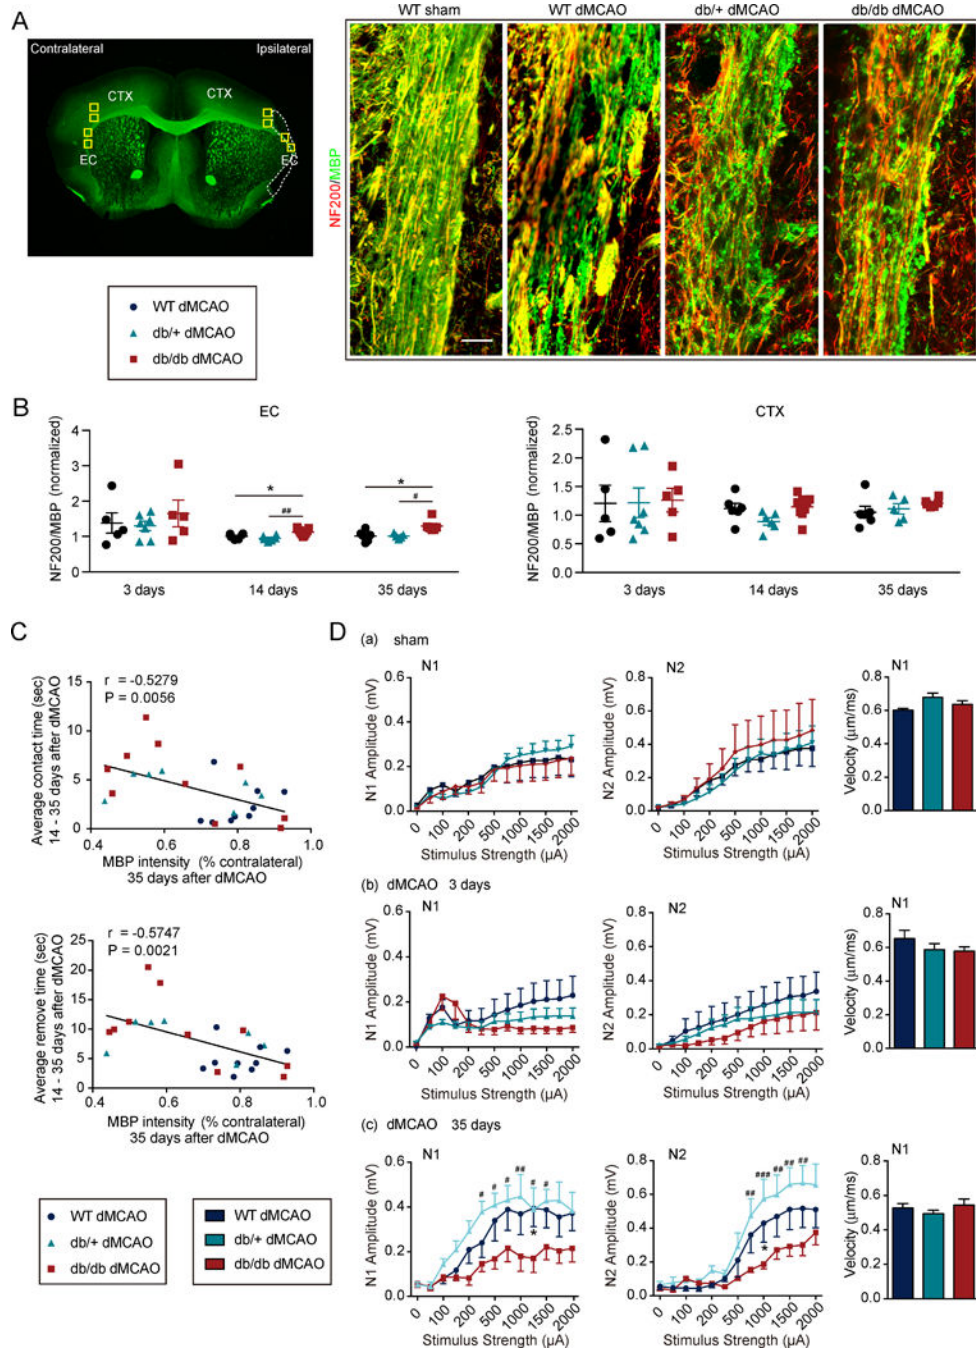 A
Contralateral
Ipsilateral
CTX
CTX
EC
EC
WT sham
WT dMCAO
db/+ dMCAO
db/db dMCAO
NF200/MBP
WT dMCAO
db/+ dMCAO
db/db dMCAO
B
EC
NF200/MBP (normalized)
4
3
2
1
0
*
##
*
#
3 days
14 days
35 days
CTX
NF200/MBP (normalized)
2.5
2.0
1.5
1.0
0.5
0.0
3 days
14 days
35 days
C
r = -0.5279
P = 0.0056
Average contact time (sec)
14 - 35 days after dMCAO
15
10
5
0
0.4
0.6
0.8
1.0
MBP intensity (% contralateral)
35 days after dMCAO
r = -0.5747
P = 0.0021
Average remove time (sec)
14 - 35 days after dMCAO
25
20
15
10
5
0
0.4
0.6
0.8
1.0
MBP intensity (% contralateral)
35 days after dMCAO
WT dMCAO
db/+ dMCAO
db/db dMCAO
WT dMCAO
db/+ dMCAO
db/db dMCAO
D
(a) sham
N1
N1 Amplitude (mV)
0.6
0.4
0.2
0.0
0
100
500
1000
1500
2000
Stimulus Strength (µA)
N2
N2 Amplitude (mV)
0.8
0.6
0.4
0.2
0.0
0
100
500
1000
1500
2000
Stimulus Strength (µA)
N1
Velocity (µm/ms)
0.8
0.6
0.4
0.2
0.0
(b) dMCAO 3 days
N1
N1 Amplitude (mV)
0.6
0.4
0.2
0.0
0
100
500
1000
1500
2000
Stimulus Strength (µA)
N2
N2 Amplitude (mV)
0.8
0.6
0.4
0.2
0.0
0
100
500
1000
1500
2000
Stimulus Strength (µA)
N1
Velocity (µm/ms)
0.8
0.6
0.4
0.2
0.0
(c) dMCAO 35 days
N1
N1 Amplitude (mV)
0.6
0.4
0.2
0.0
# # # ## # #
*
0
100
500
1000
1500
2000
Stimulus Strength (µA)
N2
N2 Amplitude (mV)
0.8
0.6
0.4
0.2
0.0
## ### ## ## ##
*
0
100
500
1000
1500
2000
Stimulus Strength (µA)
N1
Velocity (µm/ms)
0.8
0.6
0.4
0.2
0.0